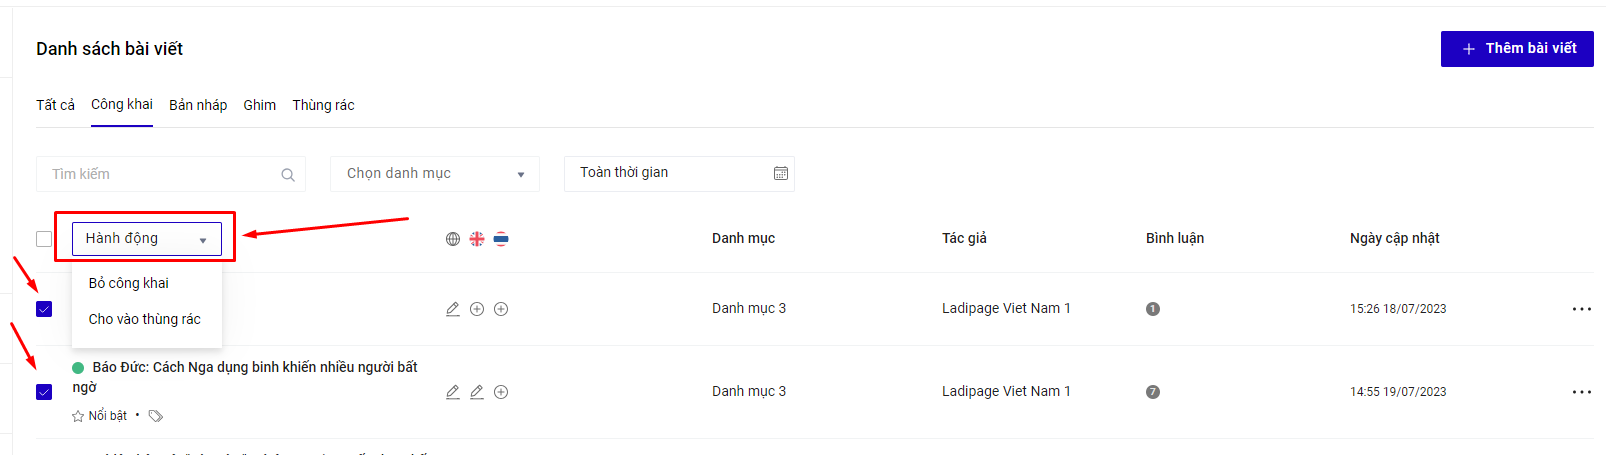 Danh sách bài viết
Thêm bài viết
Tất cả Công khai Bản nháp Ghim Thùng rác
Tìm kiếm Chọn danh mục Toàn thời gian
Hành động Danh mục Tác giả Bình luận Ngày cập nhật
Bỏ công khai
Cho vào thùng rác
Danh mục 3 Ladipage Viet Nam 1 1 15:26 18/07/2023
Báo Đức: Cách Nga dụng binh khiến nhiều người bất
ngờ
Danh mục 3 Ladipage Viet Nam 1 7 14:55 19/07/2023
Nổi bật •